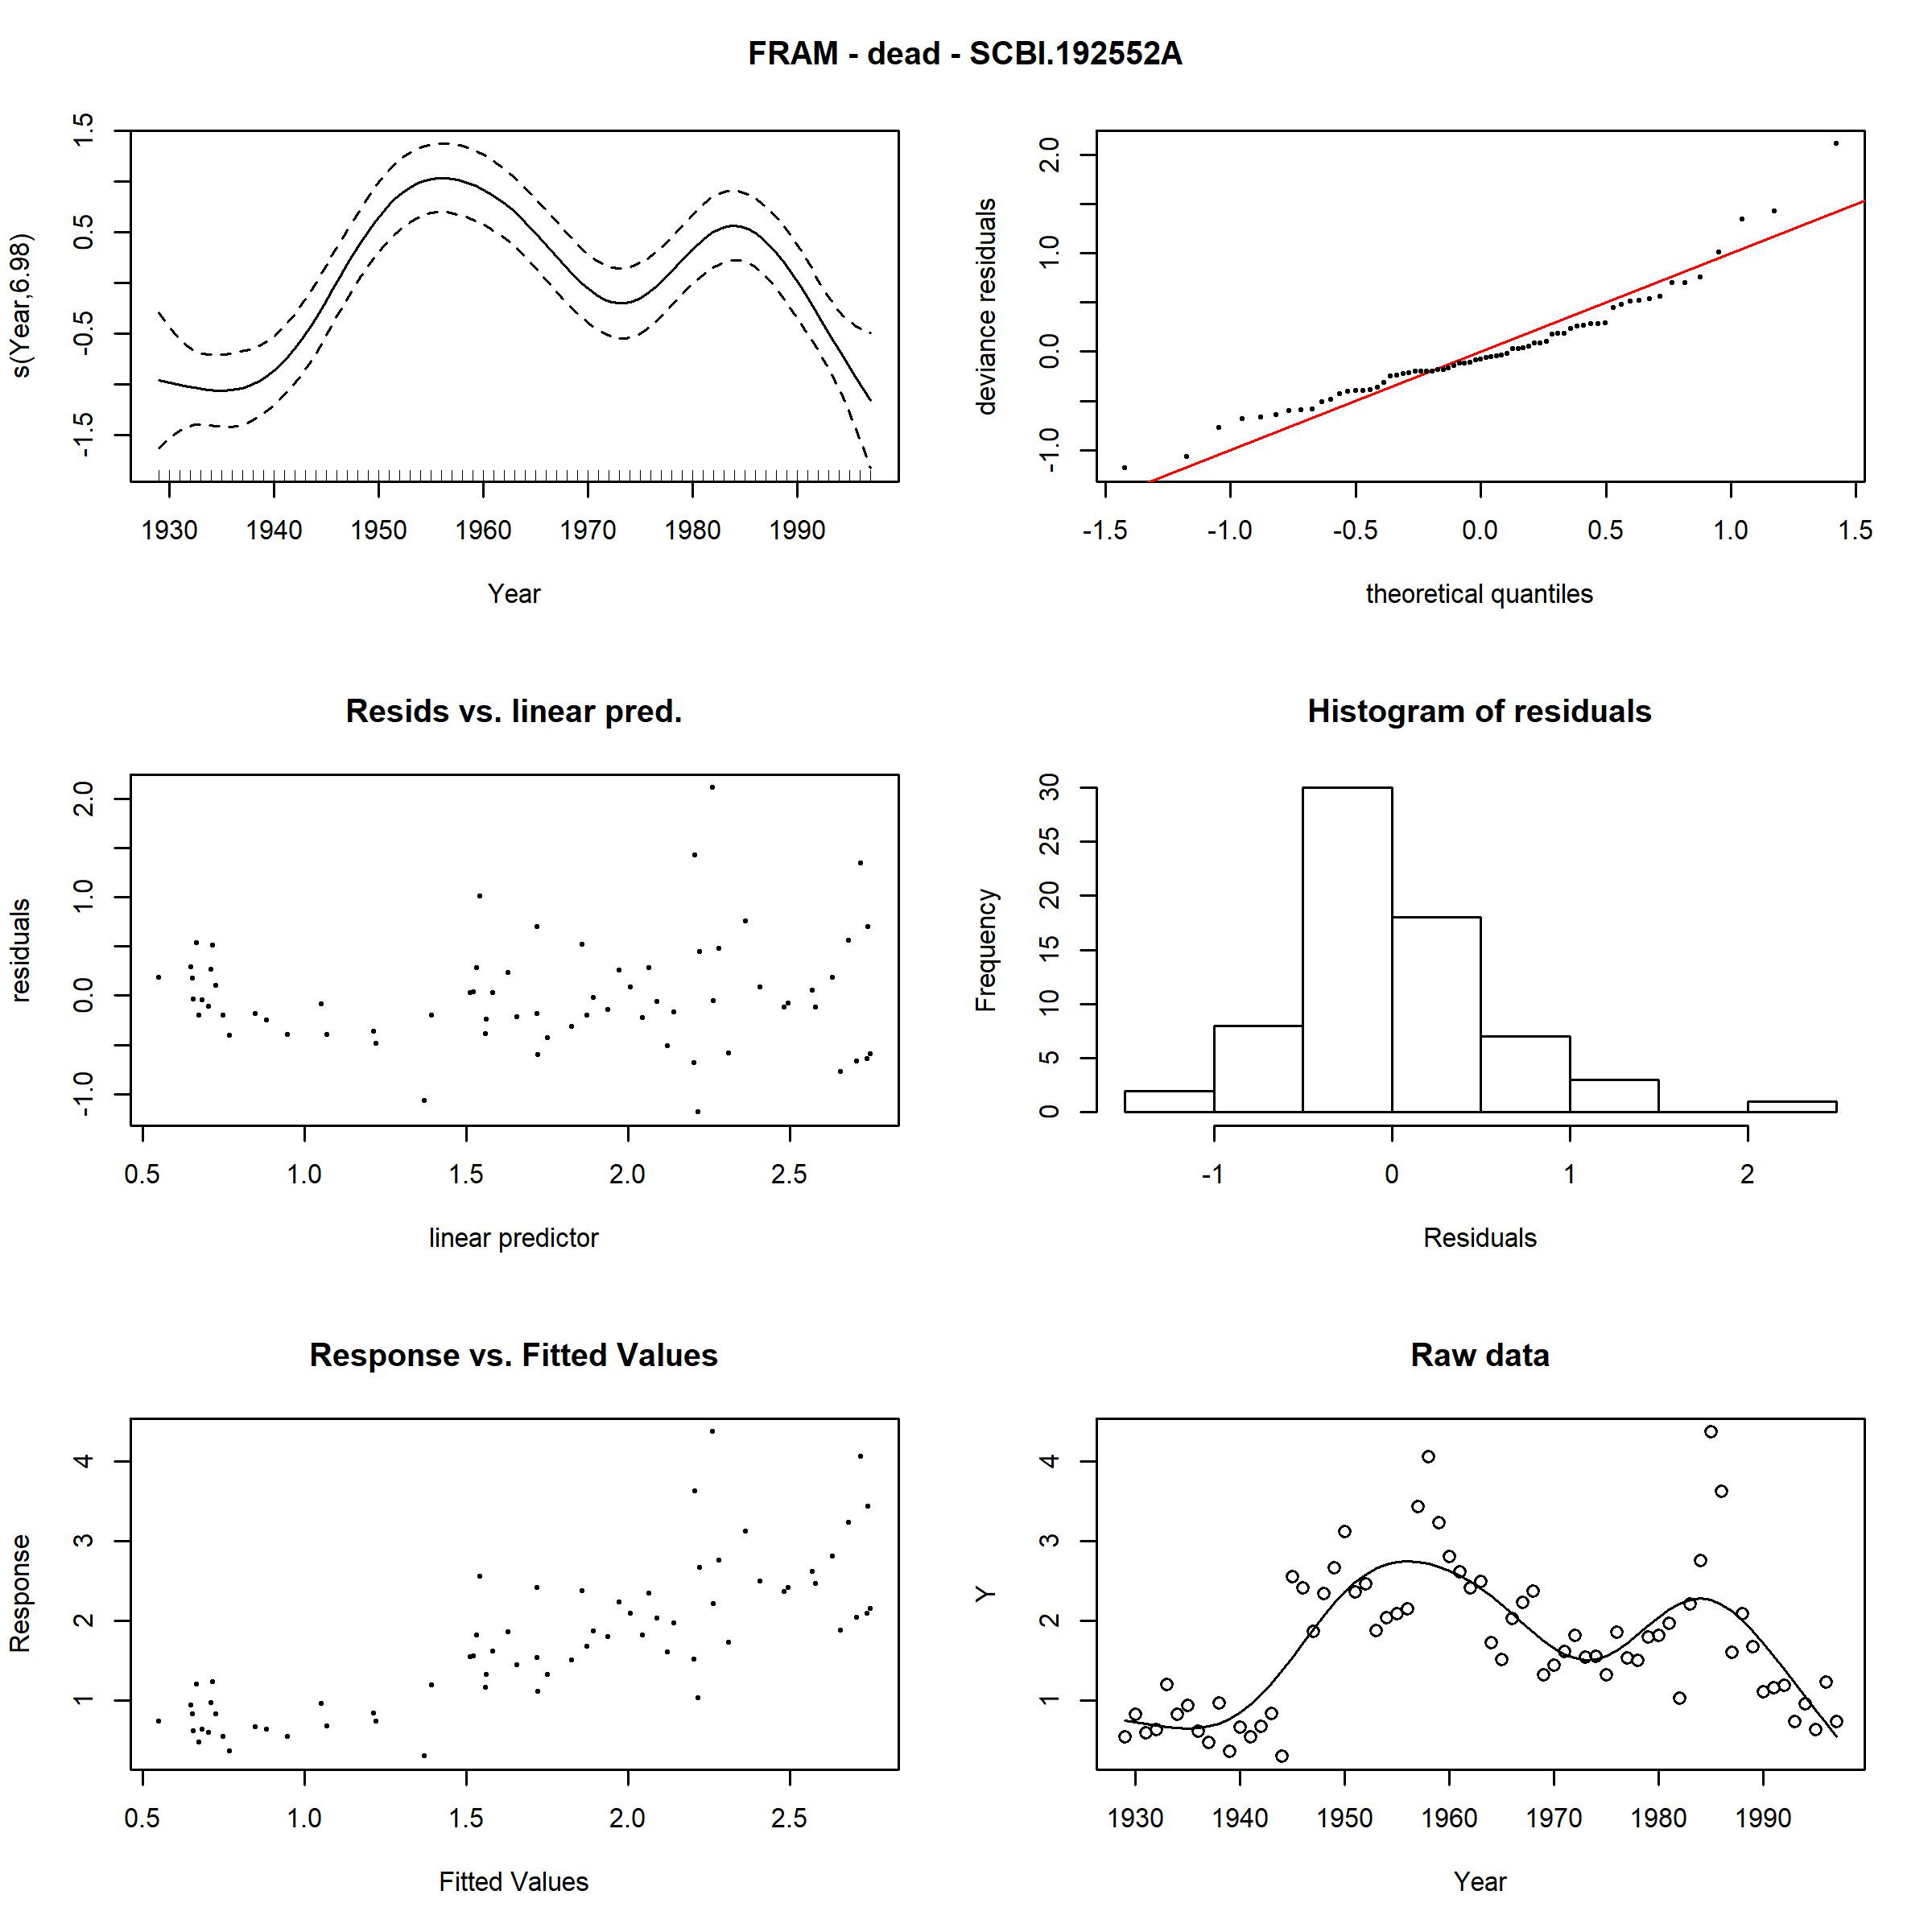 FRAM - dead - SCBI.192552A
s(Year,6.98)
1.5
0.5
-0.5
-1.5
1930 1940 1950 1960 1970 1980 1990
Year
deviance residuals
2.0
1.0
0.0
-1.0
-1.5 -1.0 -0.5 0.0 0.5 1.0 1.5
theoretical quantiles
Resids vs. linear pred.
residuals
2.0
1.0
0.0
-1.0
0.5 1.0 1.5 2.0 2.5
linear predictor
Histogram of residuals
Frequency
30
25
20
15
10
5
0
-1 0 1 2
Residuals
Response vs. Fitted Values
Response
4
3
2
1
0.5 1.0 1.5 2.0 2.5
Fitted Values
Raw data
Y
4
3
2
1
1930 1940 1950 1960 1970 1980 1990
Year